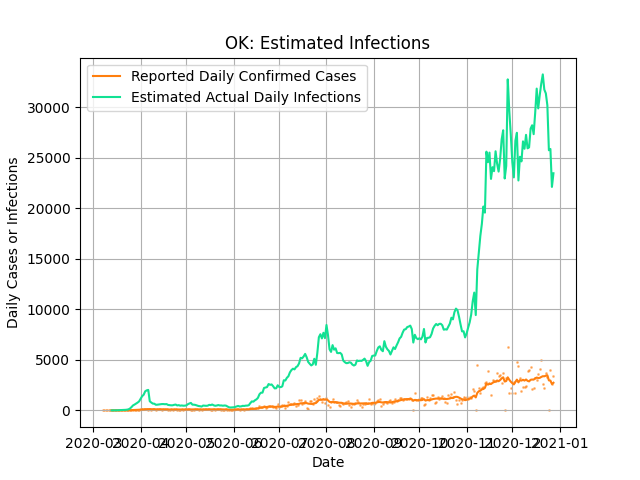 OK: Estimated Infections
Reported Daily Confirmed Cases
Estimated Actual Daily Infections
30000
25000
20000
15000
10000
5000
0
Daily Cases or Infections
2020-03 2020-04 2020-05 2020-06 2020-07 2020-08 2020-09 2020-10 2020-11 2020-12 2021-01
Date